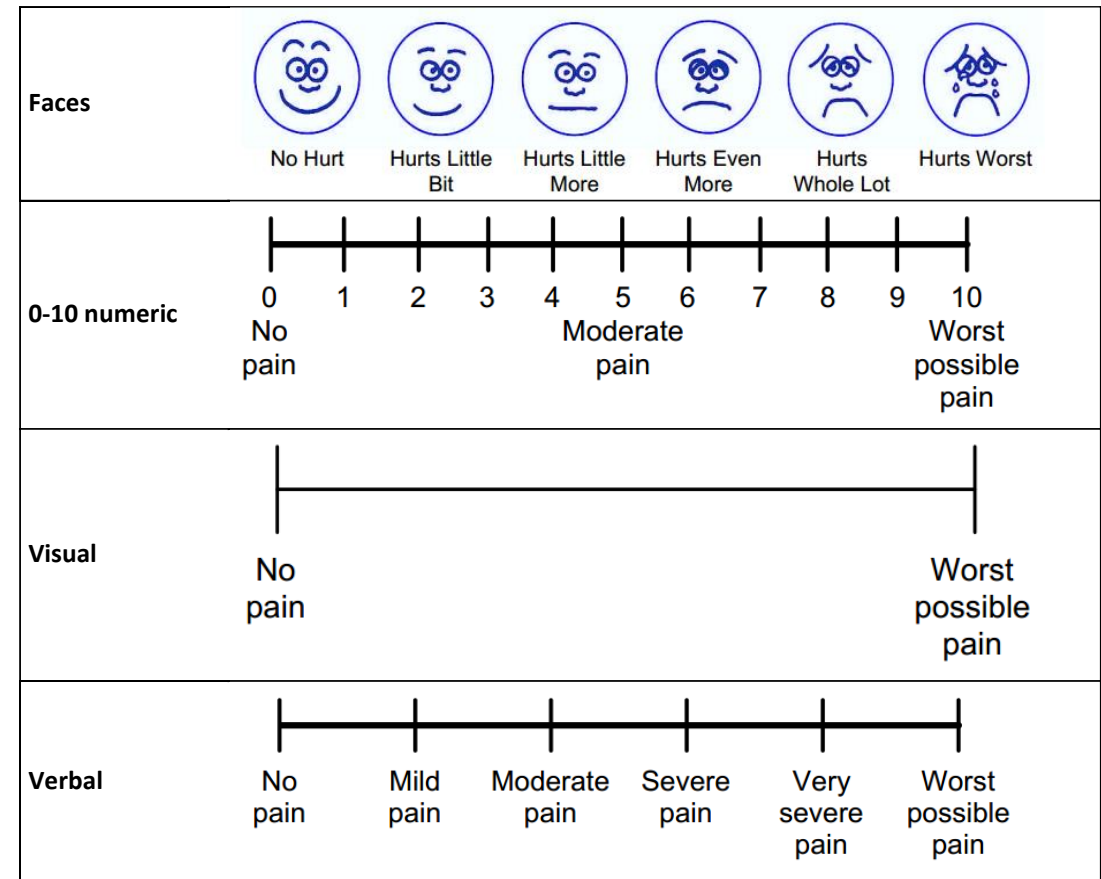 Faces
No Hurt
Hurts Little
Bit
Hurts Little
More
Hurts Even
More
Hurts
Whole Lot
Hurts Worst
0-10 numeric
0 1 2 3 4 5 6 7 8 9 10
No
pain
Moderate
pain
Worst
possible
pain
Visual
No
pain
Worst
possible
pain
Verbal
No
pain
Mild
pain
Moderate
pain
Severe
pain
Very
severe
pain
Worst
possible
pain